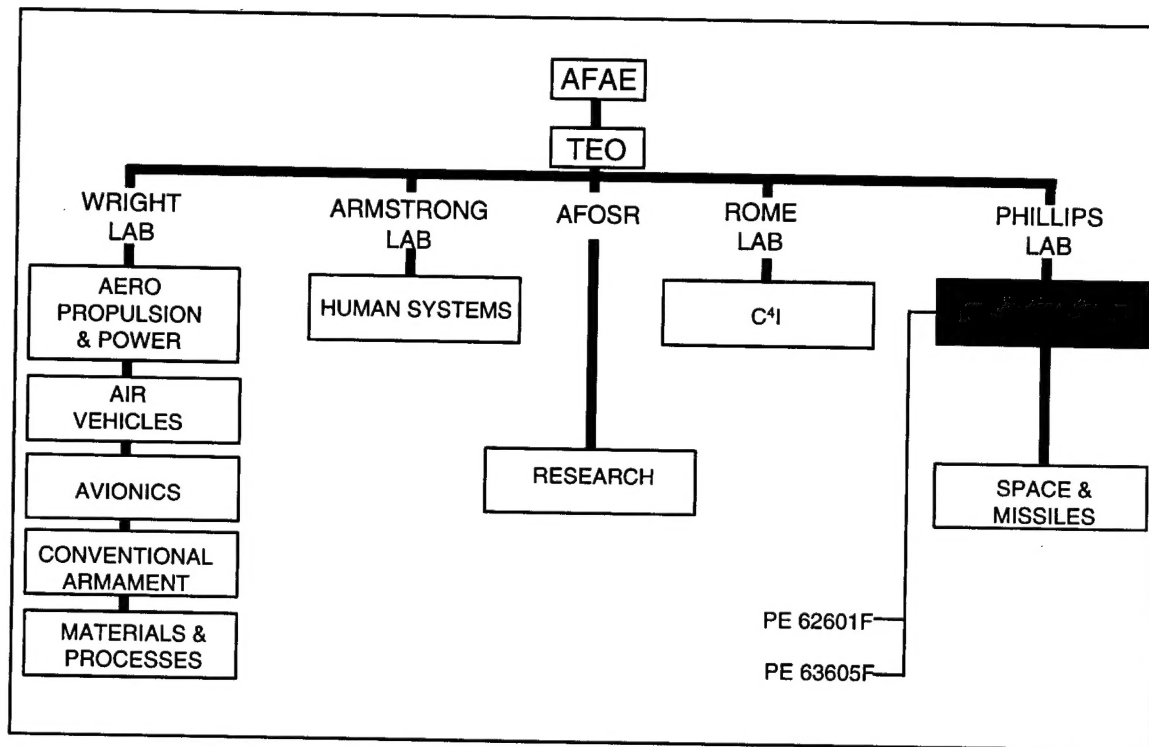 AFAE
TEO
WRIGHT
LAB
ARMSTRONG
LAB
AFOSR
ROME
LAB
PHILLIPS
LAB
AERO
PROPULSION
& POWER
AIR
VEHICLES
AVIONICS
CONVENTIONAL
ARMAMENT
MATERIALS &
PROCESSES
HUMAN SYSTEMS
RESEARCH
C⁴I
SPACE &
MISSILES
PE 62601F
PE 63605F